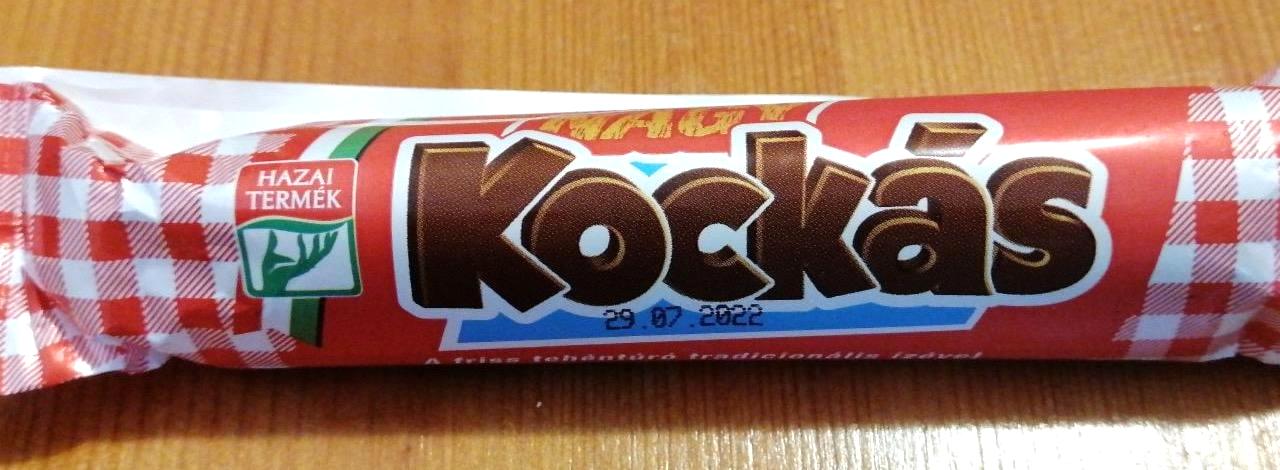 HAZAI
TERMÉK
NAGY
Kockás
29.07.2022
A friss tehéntúró tradicionális ízével